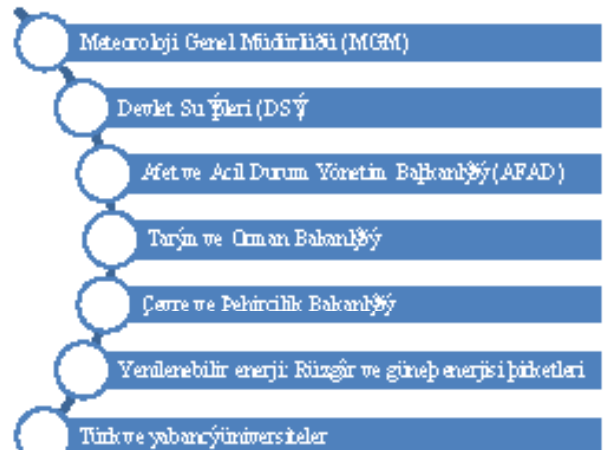 Meteoroloji Genel Müdürlüðü (MGM)
Devlet Su Ýþleri (DSÝ
Afet ve Acil Durum Yönetim Baþkanlýðý (AFAD)
Tarým ve Orman Bakanlýðý
Çevre ve Þehircilik Bakanlýðý
Yenilenebilir enerji: Rüzgâr ve güneþ enerjisi þirketleri
Türk ve yabancý üniversiteler